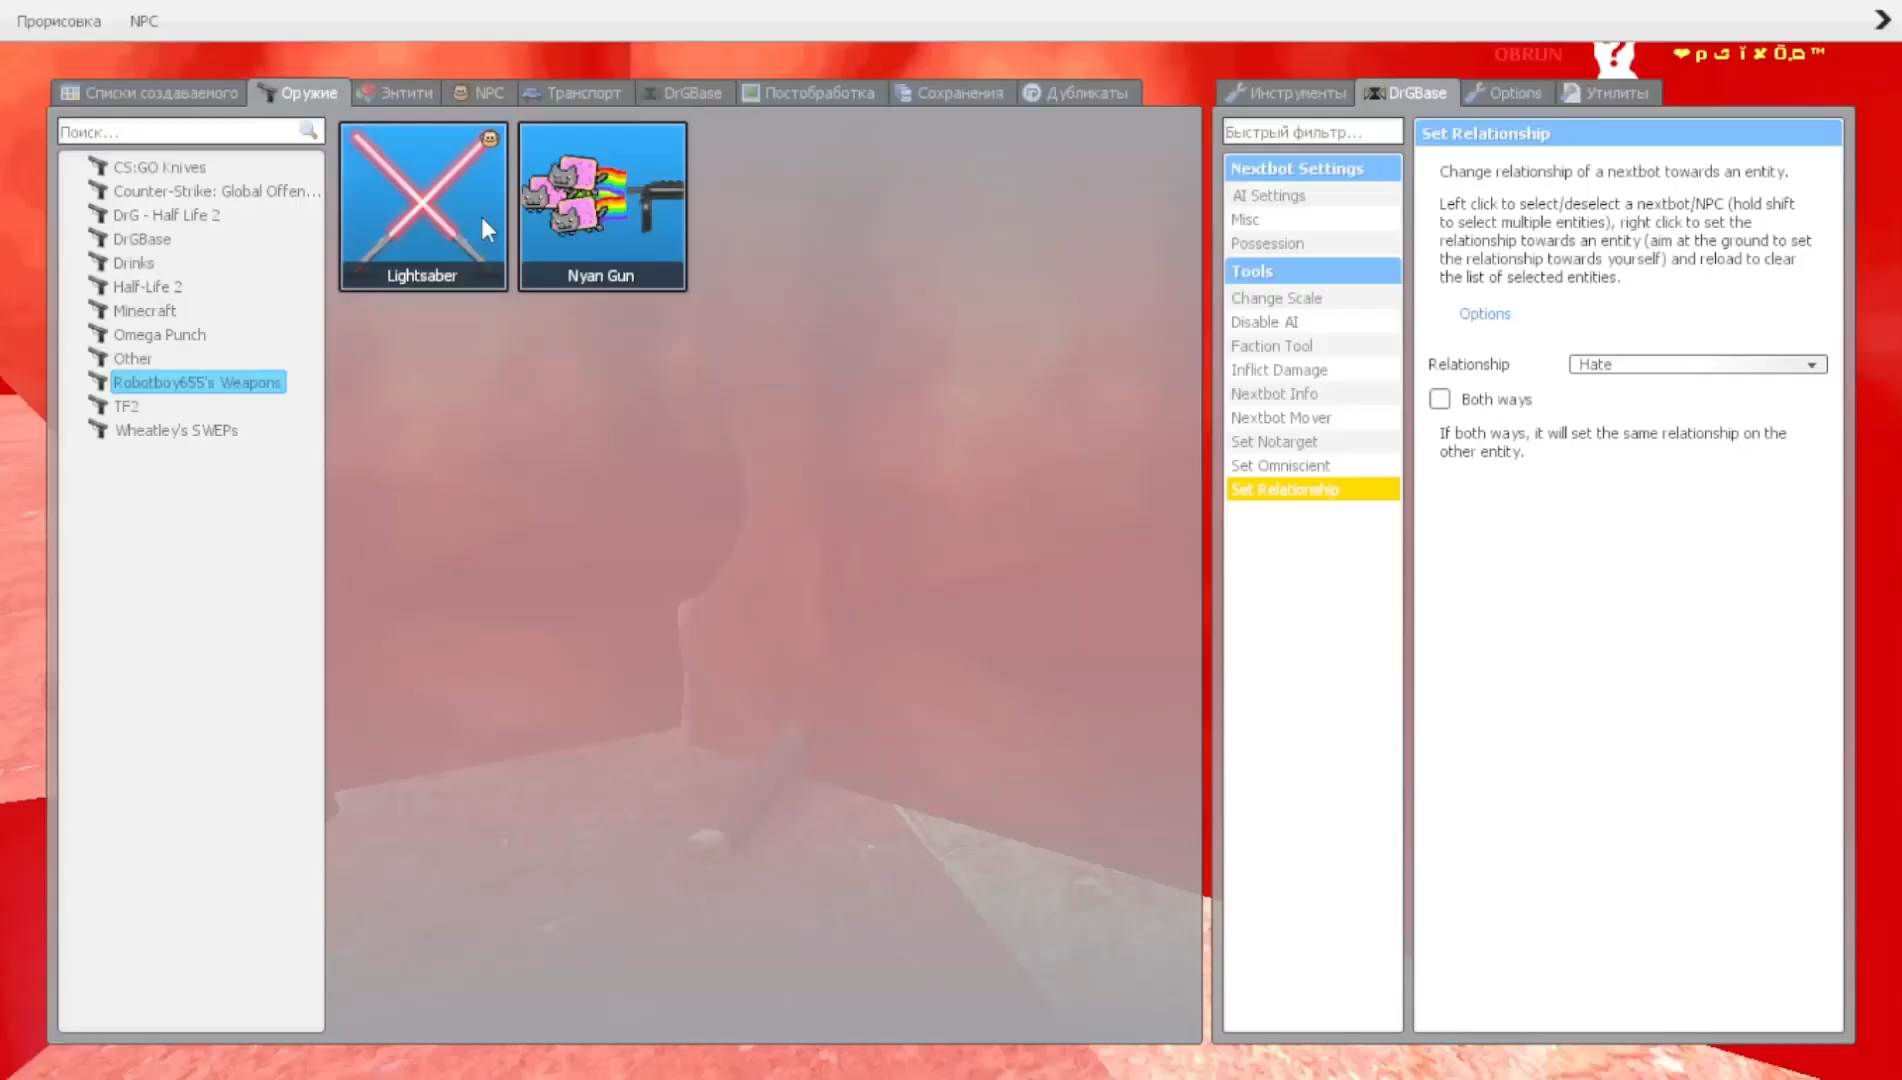 Прорисовка NPC
OBRUN
Списки создаваемого Оружие Энтити NPC Транспорт DrGBase Постобработка Сохранения Дубликаты
Инструменты DrGBase Options Утилиты
Поиск...
CS:GO Knives
Counter-Strike: Global Offen...
DrG - Half Life 2
DrGBase
Drinks
Half-Life 2
Minecraft
Omega Punch
Other
Robotboy655's Weapons
TF2
Wheatley's SWEPs
Lightsaber
Nyan Gun
Быстрый фильтр...
Nextbot Settings
AI Settings
Misc
Possession
Tools
Change Scale
Disable AI
Faction Tool
Inflict Damage
Nextbot Info
Nextbot Mover
Set Notarget
Set Omniscient
Set Relationship
Set Relationship
Change relationship of a nextbot towards an entity.
Left click to select/deselect a nextbot/NPC (hold shift
to select multiple entities), right click to set the
relationship towards an entity (aim at the ground to set
the relationship towards yourself) and reload to clear
the list of selected entities.
Options
Relationship Hate
Both ways
If both ways, it will set the same relationship on the
other entity.